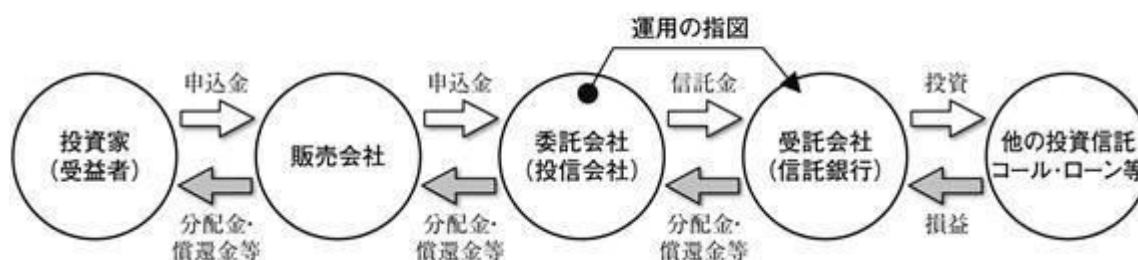 運用の指図
申込金
申込金
信託金
投資
投資家
(受益者)
販売会社
委託会社
(投信会社)
受託会社
(信託銀行)
他の投資信託
コール・ローン等
分配金・
償還金等
分配金・
償還金等
分配金・
償還金等
損益